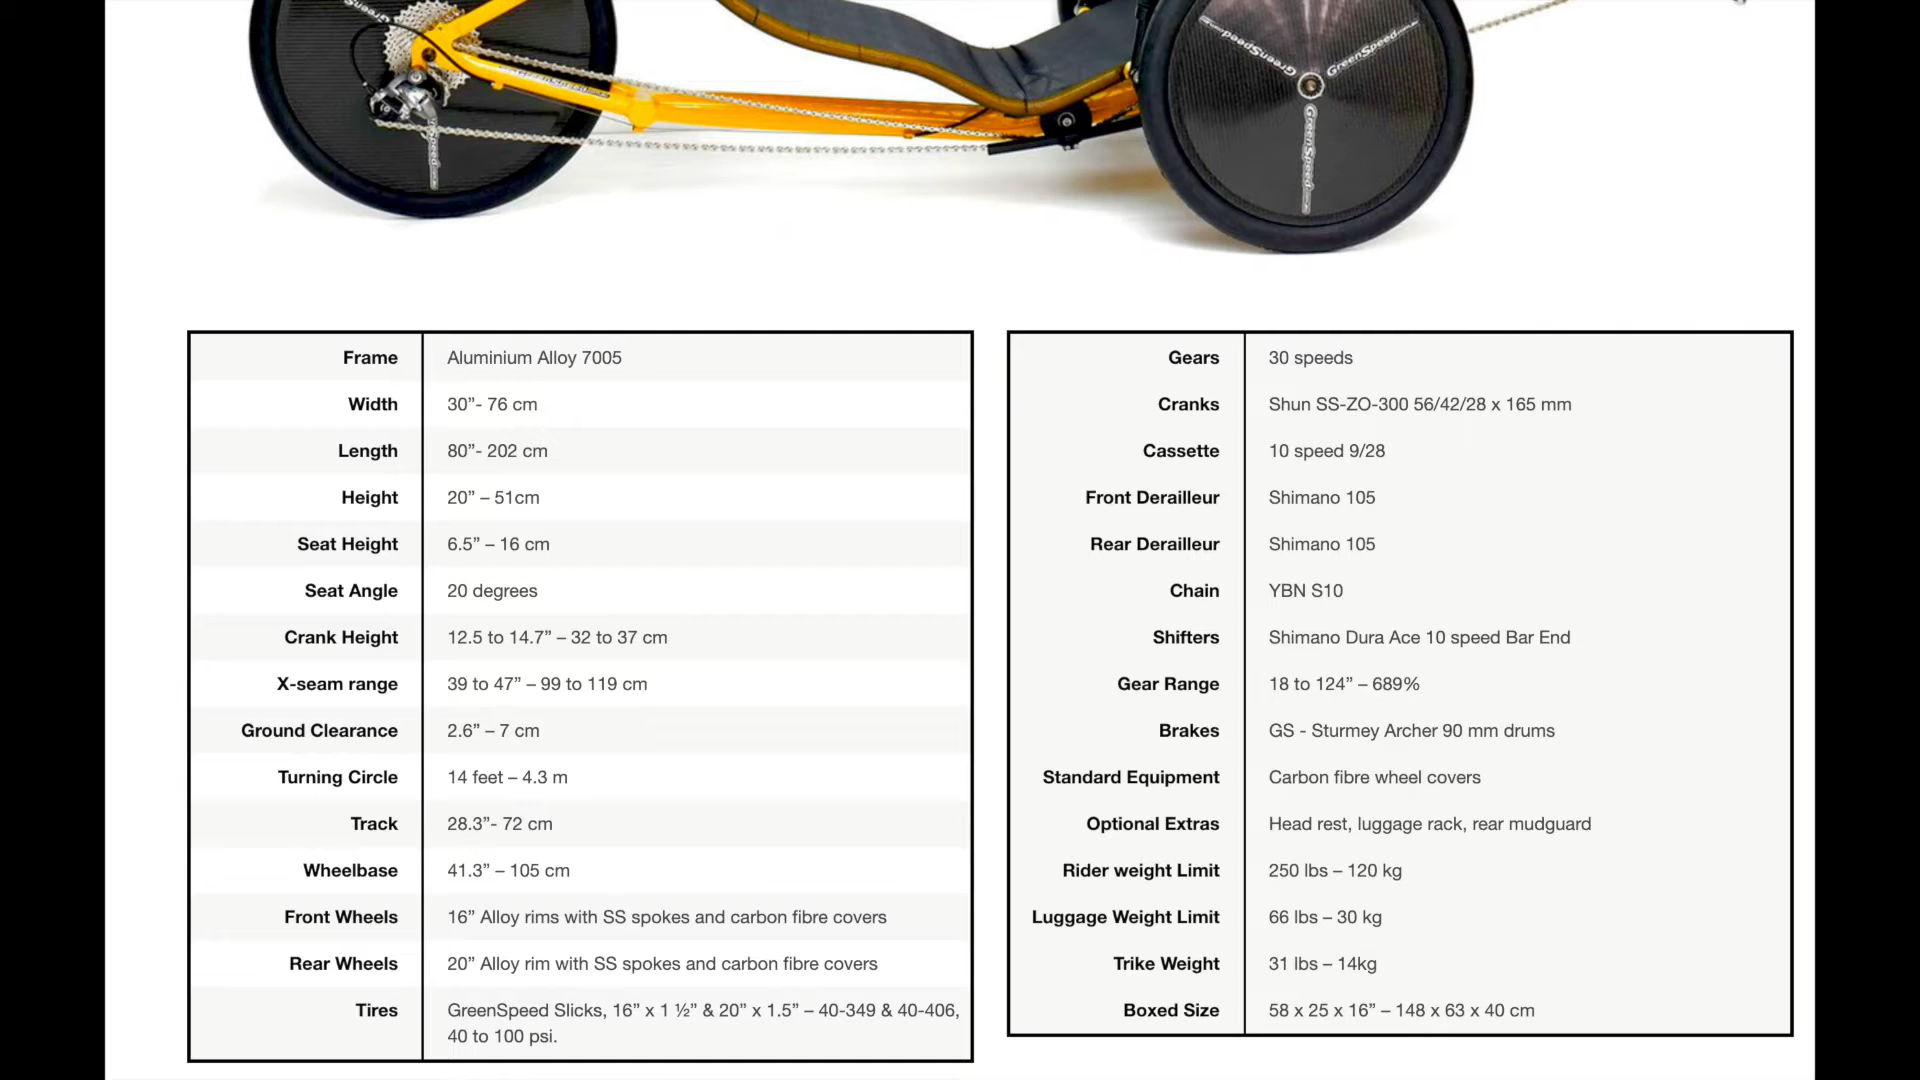 GreenSpeed
GreenSpeed
GreenSpeed
GreenSpeed
GreenSpeed
Frame Aluminium Alloy 7005
Width 30”- 76 cm
Length 80”- 202 cm
Height 20” – 51cm
Seat Height 6.5” – 16 cm
Seat Angle 20 degrees
Crank Height 12.5 to 14.7” – 32 to 37 cm
X-seam range 39 to 47” – 99 to 119 cm
Ground Clearance 2.6” – 7 cm
Turning Circle 14 feet – 4.3 m
Track 28.3”- 72 cm
Wheelbase 41.3” – 105 cm
Front Wheels 16” Alloy rims with SS spokes and carbon fibre covers
Rear Wheels 20” Alloy rim with SS spokes and carbon fibre covers
Tires GreenSpeed Slicks, 16” x 1 ½” & 20” x 1.5” – 40-349 & 40-406,
40 to 100 psi.
Gears 30 speeds
Cranks Shun SS-ZO-300 56/42/28 x 165 mm
Cassette 10 speed 9/28
Front Derailleur Shimano 105
Rear Derailleur Shimano 105
Chain YBN S10
Shifters Shimano Dura Ace 10 speed Bar End
Gear Range 18 to 124” – 689%
Brakes GS - Sturmey Archer 90 mm drums
Standard Equipment Carbon fibre wheel covers
Optional Extras Head rest, luggage rack, rear mudguard
Rider weight Limit 250 lbs – 120 kg
Luggage Weight Limit 66 lbs – 30 kg
Trike Weight 31 lbs – 14kg
Boxed Size 58 x 25 x 16” – 148 x 63 x 40 cm